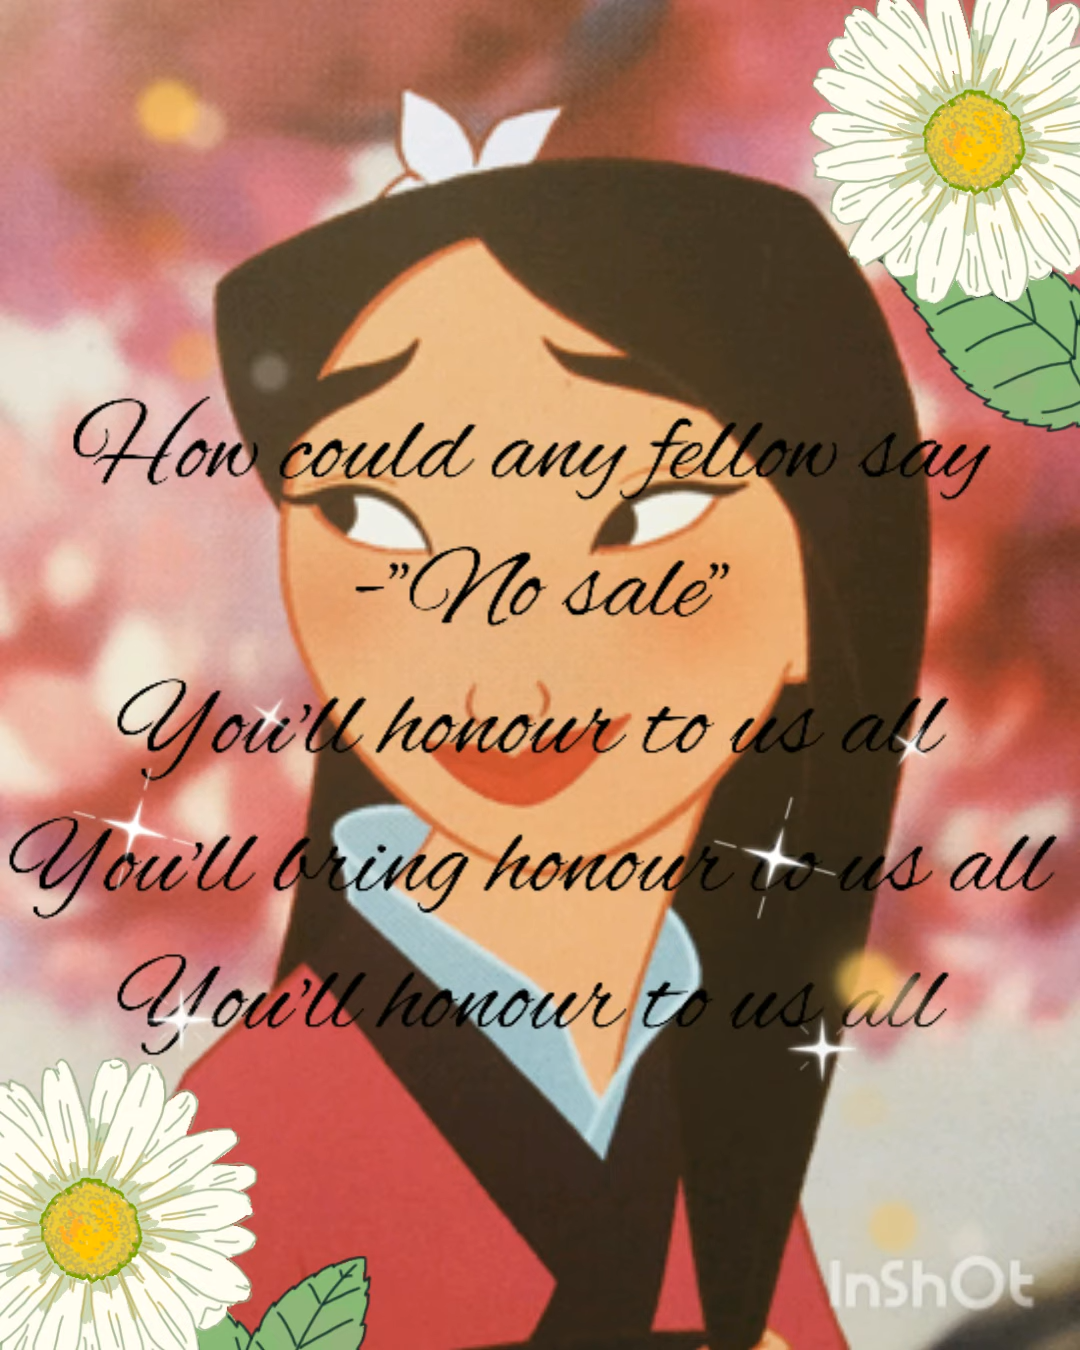 How could any fellow say
-"No sale"
You'll honour to us all
You'll bring honour to us all
You'll honour to us all
InShOt